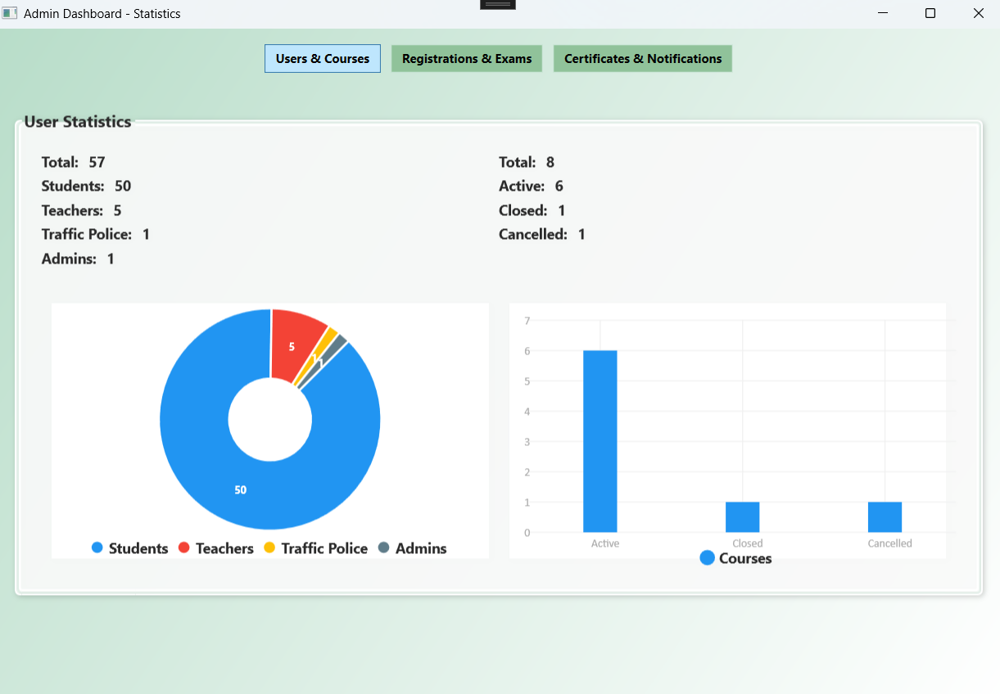 Admin Dashboard - Statistics
Users & Courses
Registrations & Exams
Certificates & Notifications
User Statistics
Total: 57
Students: 50
Teachers: 5
Traffic Police: 1
Admins: 1
Total: 8
Active: 6
Closed: 1
Cancelled: 1
5
1
1
50
Students Teachers Traffic Police Admins
7
6
5
4
3
2
1
0
Active Closed Cancelled
Courses